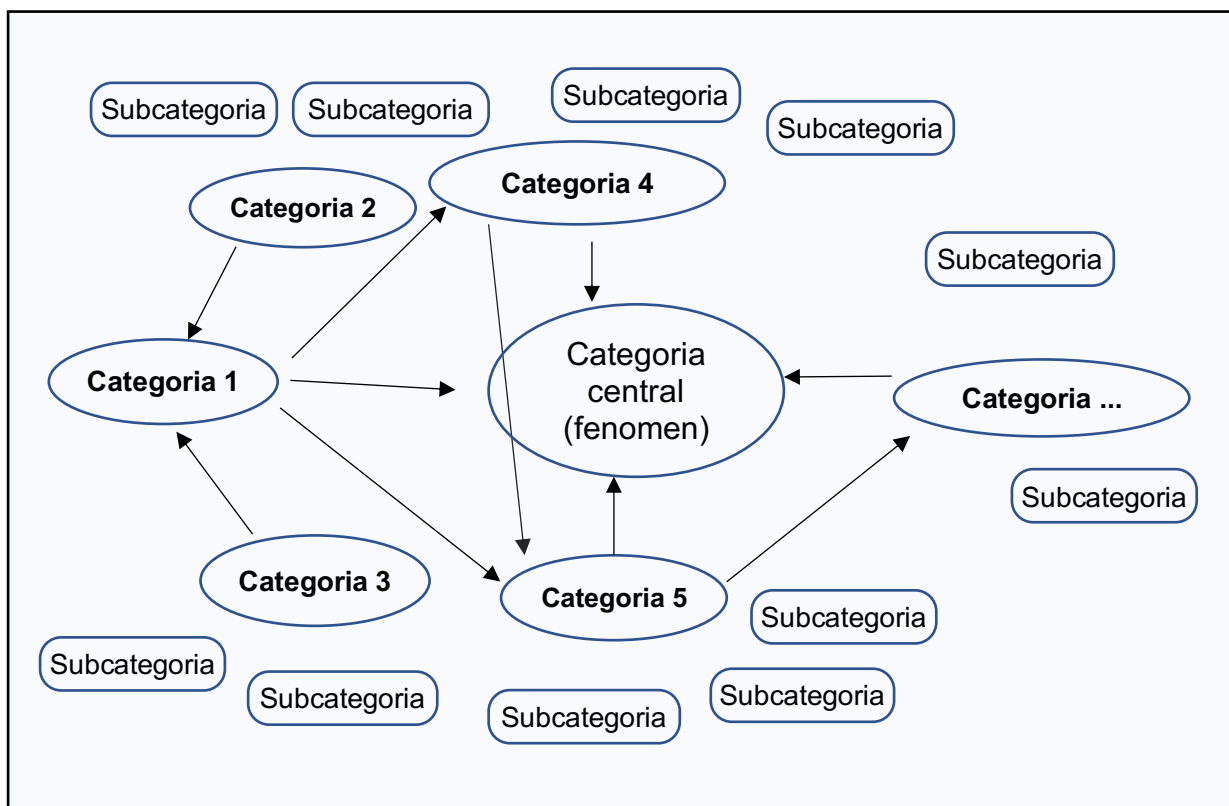 Subcategoria
Subcategoria
Subcategoria
Subcategoria
Categoria 4
Categoria 2
Subcategoria
Categoria
central
(fenomen)
Categoria 1
Categoria ...
Subcategoria
Categoria 3
Categoria 5
Subcategoria
Subcategoria
Subcategoria
Subcategoria
Subcategoria